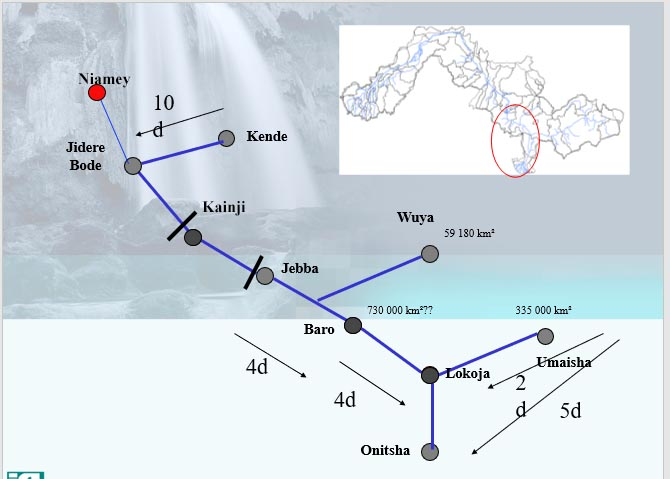 Niamey
10
d
Kende
Jidere
Bode
Kainji
Wuya
59 180 km²
Jebba
730 000 km²??
335 000 km²
Baro
Umaisha
4d
Lokoja
2
d
4d
5d
Onitsha